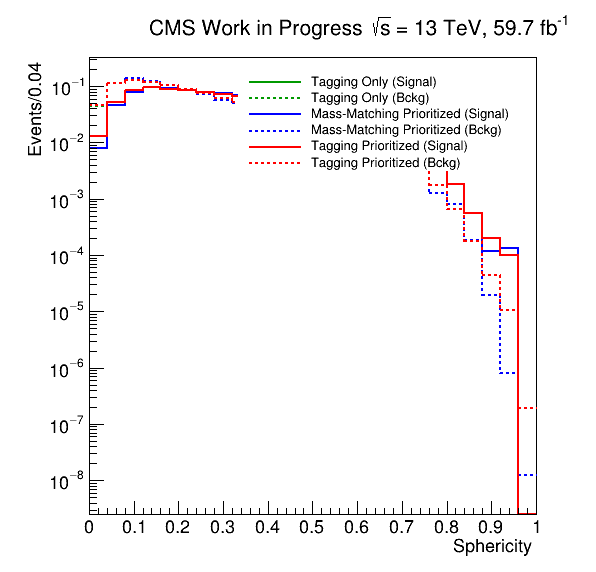 CMS Work in Progress √s = 13 TeV, 59.7 fb⁻¹
Events/0.04
Tagging Only (Signal)
Tagging Only (Bckg)
Mass-Matching Prioritized (Signal)
Mass-Matching Prioritized (Bckg)
Tagging Prioritized (Signal)
Tagging Prioritized (Bckg)
10⁻¹
10⁻²
10⁻³
10⁻⁴
10⁻⁵
10⁻⁶
10⁻⁷
10⁻⁸
0 0.1 0.2 0.3 0.4 0.5 0.6 0.7 0.8 0.9 1
Sphericity